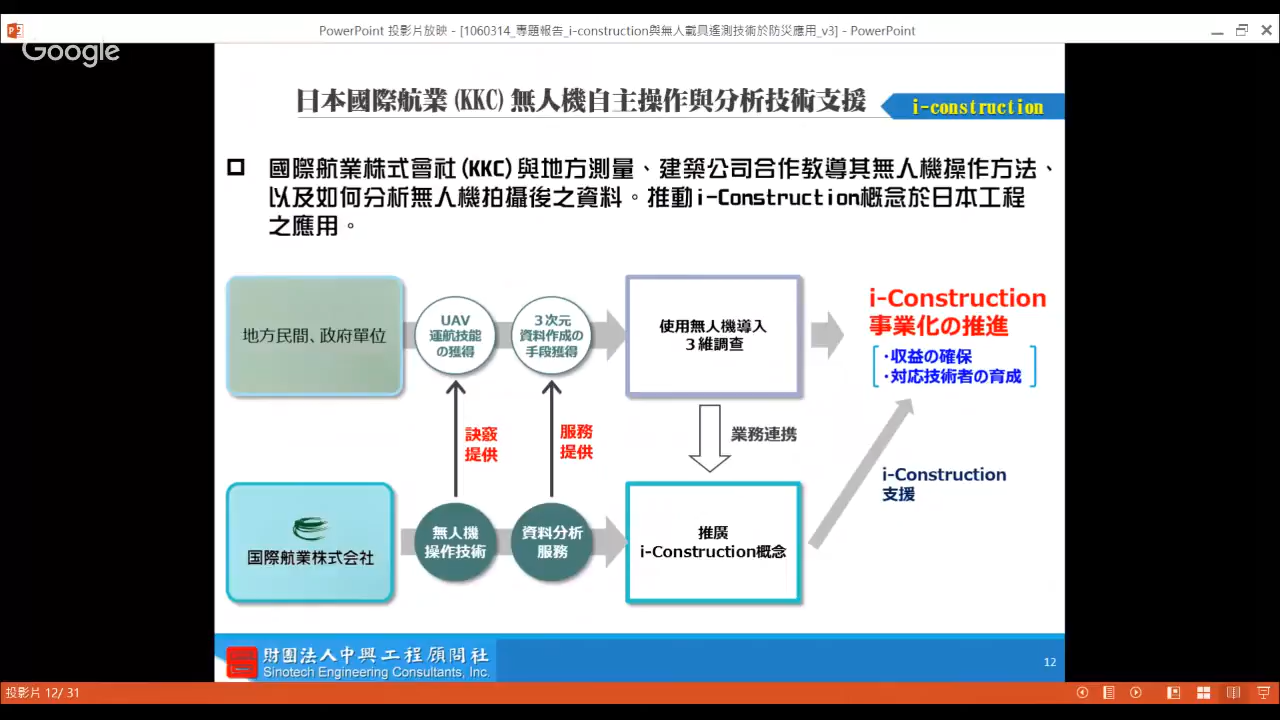 PowerPoint 投影片放映 - [1060314_專題報告_i-construction與無人載具遙測技術於防災應用_v3] - PowerPoint
Google
日本國際航業(KKC)無人機自主操作與分析技術支援
i-construction
國際航業株式會社(KKC)與地方測量、建築公司合作教導其無人機操作方法、
以及如何分析無人機拍攝後之資料。推動i-Construction概念於日本工程
之應用。
地方民間、政府單位
UAV
運航技能
の獲得
3次元
資料作成の
手段獲得
使用無人機導入
3維調查
i-Construction
事業化の推進
・収益の確保
・対応技術者の育成
訣竅
提供
服務
提供
業務連携
i-Construction
支援
国際航業株式会社
無人機
操作技術
資料分析
服務
推廣
i-Construction概念
財團法人中興工程顧問社
Sinotech Engineering Consultants, Inc.
12
投影片 12/ 31